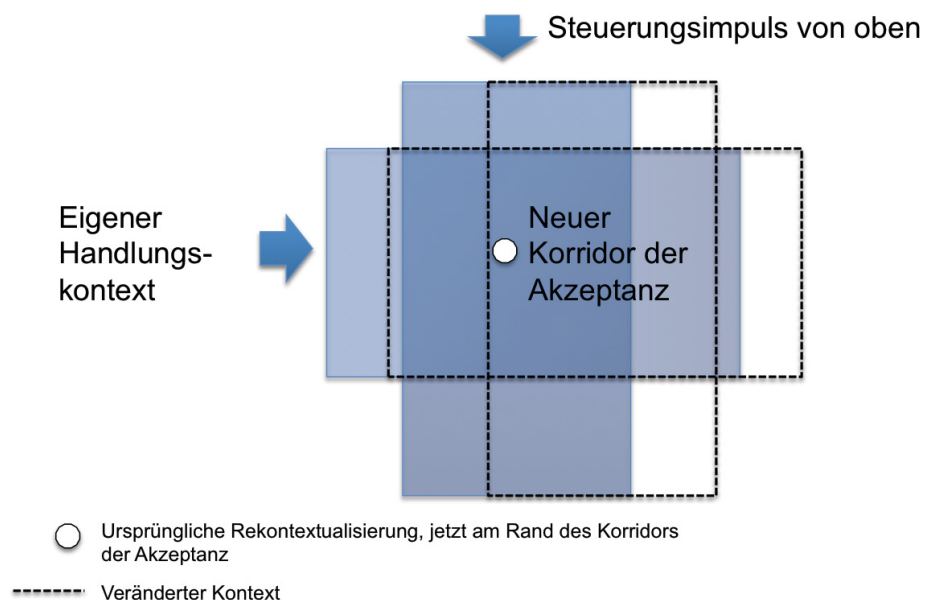 Steuerungsimpuls von oben
Eigener
Handlungs-
kontext
Neuer
Korridor der
Akzeptanz
Ursprüngliche Rekontextualisierung, jetzt am Rand des Korridors
der Akzeptanz
Veränderter Kontext